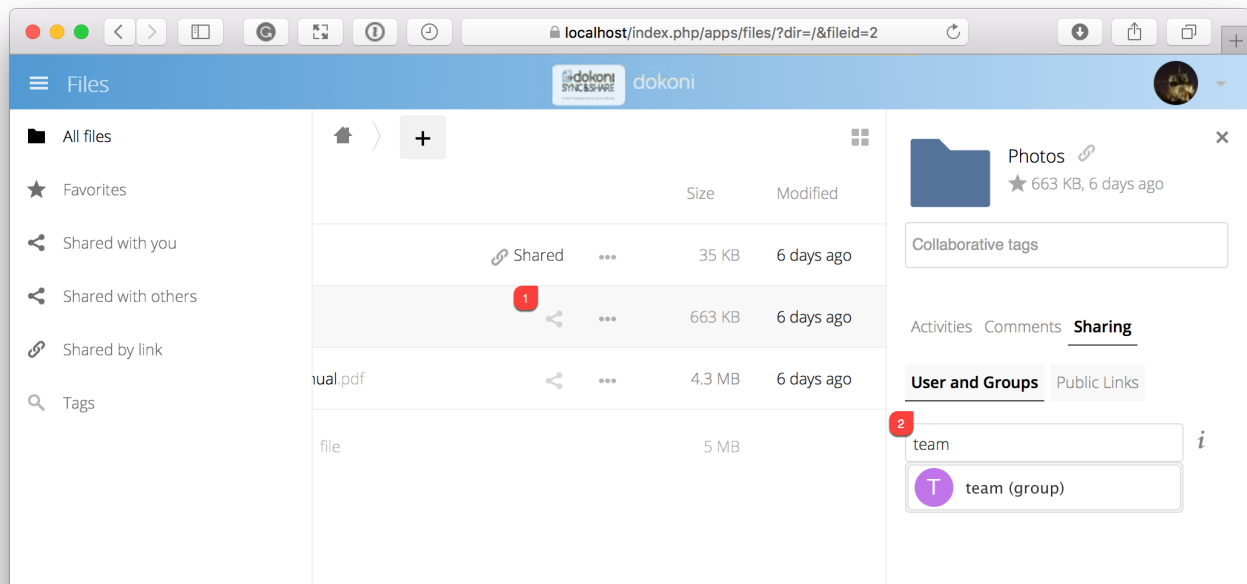 localhost/index.php/apps/files/?dir=/&fileid=2
Files
dokoni
SYNC&SHARE
dokoni
All files
Favorites
Shared with you
Shared with others
Shared by link
Tags
+
Size Modified
Shared ••• 35 KB 6 days ago
1
••• 663 KB 6 days ago
nual.pdf ••• 4.3 MB 6 days ago
file 5 MB
Photos
663 KB, 6 days ago
Collaborative tags
Activities Comments Sharing
User and Groups Public Links
2
team
i
T team (group)